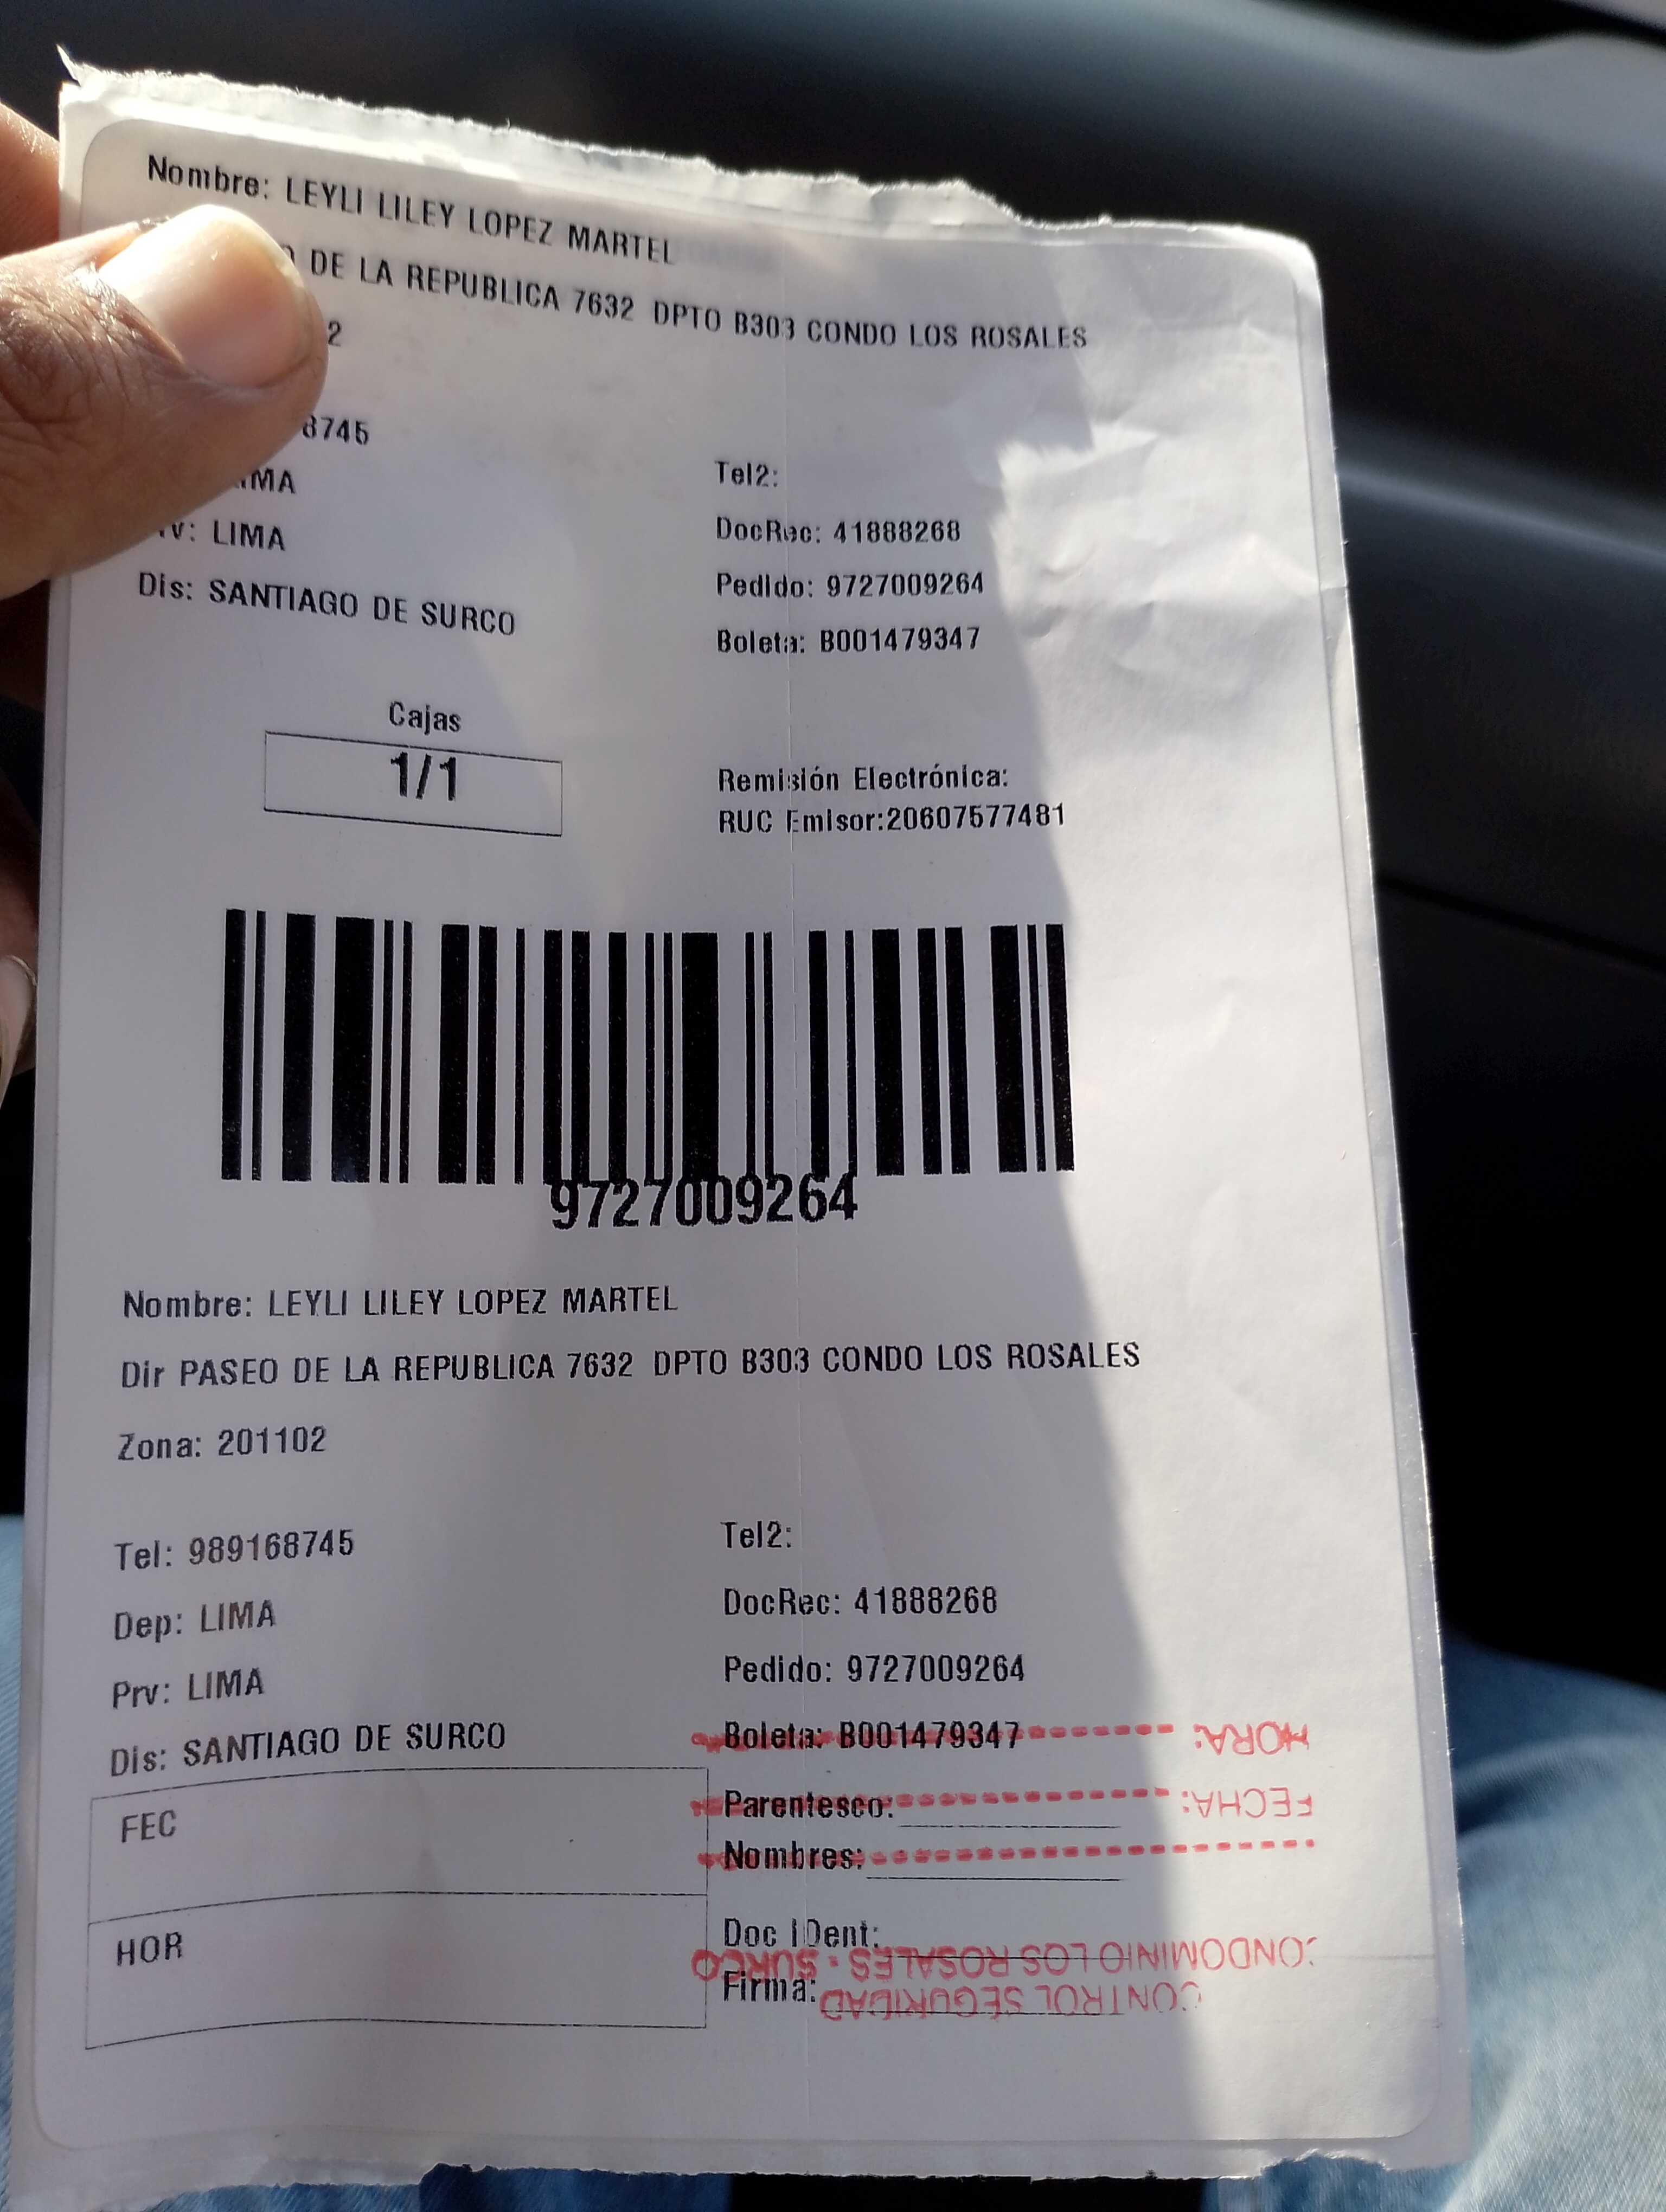 Nombre: LEYLI LILEY LOPEZ MARTEL
DE LA REPUBLICA 7632 DPTO B303 CONDO LOS ROSALES
2
8745
Tel2:
LIMA
DocRec: 41888268
Prv: LIMA
Pedido: 9727009264
Dis: SANTIAGO DE SURCO
Boleta: B001479347
Cajas
1/1
Remisión Electrónica:
RUC Emisor:20607577481
9727009264
Nombre: LEYLI LILEY LOPEZ MARTEL
Dir PASEO DE LA REPUBLICA 7632 DPTO B303 CONDO LOS ROSALES
Zona: 201102
Tel: 989168745
Tel2:
Dep: LIMA
DocRec: 41888268
Prv: LIMA
Pedido: 9727009264
Dis: SANTIAGO DE SURCO
Boleta: B001479347
Parentesco:
FEC
Nombres:
HOR
Doc IDent:
Firma:
CONTROL SEGURIDAD
CONDOMINIO LOS ROSALES - SURCO
FECHA:
HORA: